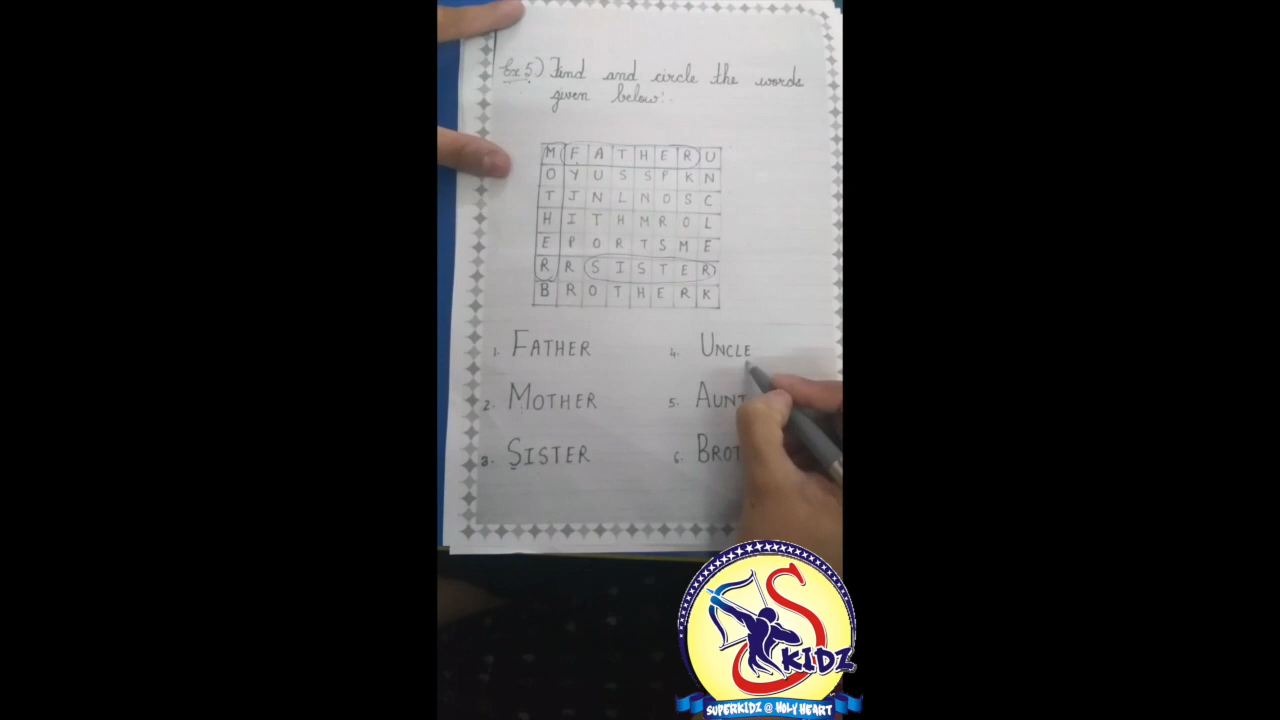 Ex 5.) Find and circle the words
given below:.
M F A T H E R U
O Y U S S P K N
T J N L N O S C
H I T H M R O L
E P O R T S M E
R R S I S T E R
B R O T H E R K
1. FATHER 4. UNCLE
2. MOTHER 5. AUNT
3. SISTER 6. BROT
S
KIDZ
SUPERKIDZ @ HOLY HEART